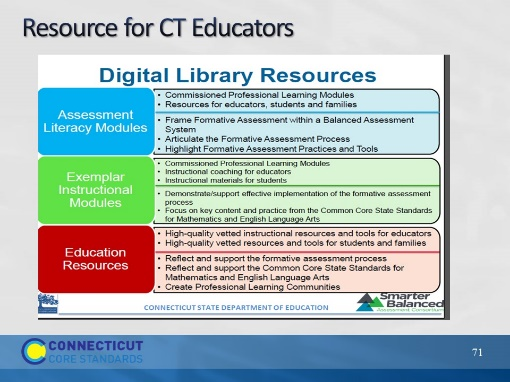 Resource for CT Educators
Digital Library Resources
Assessment
Literacy Modules
• Commissioned Professional Learning Modules
• Resources for educators, students and families
• Frame Formative Assessment within a Balanced Assessment
System
• Articulate the Formative Assessment Process
• Highlight Formative Assessment Practices and Tools
Exemplar
Instructional
Modules
• Commissioned Professional Learning Modules
• Instructional coaching for educators
• Instructional materials for students
• Demonstrate/support effective implementation of the formative assessment
process
• Focus on key content and practice from the Common Core State Standards
for Mathematics and English Language Arts
Education
Resources
• High-quality vetted instructional resources and tools for educators
• High-quality vetted resources and tools for students and families
• Reflect and support the formative assessment process
• Reflect and support the Common Core State Standards for
Mathematics and English Language Arts
• Create Professional Learning Communities
CONNECTICUT STATE DEPARTMENT OF EDUCATION
Smarter
Balanced
Assessment Consortium
CONNECTICUT
CORE STANDARDS
71